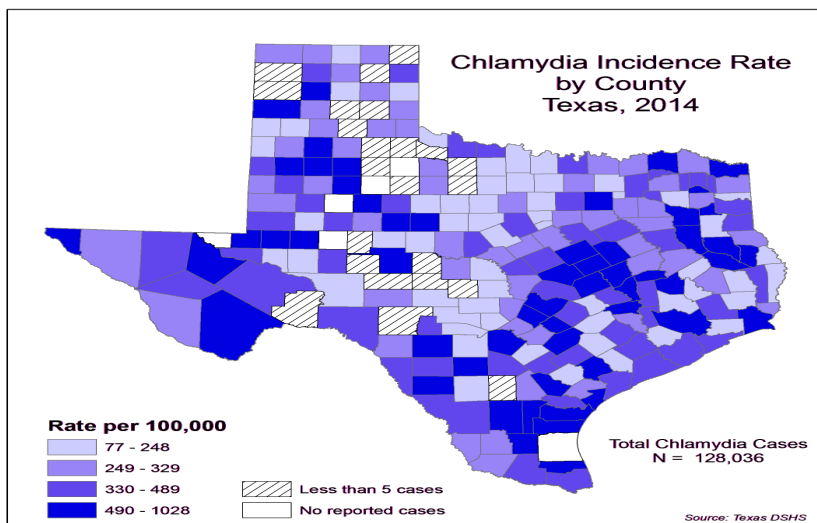 Chlamydia Incidence Rate
by County
Texas, 2014
Rate per 100,000
77 - 248
249 - 329
330 - 489
490 - 1028
Less than 5 cases
No reported cases
Total Chlamydia Cases
N = 128,036
Source: Texas DSHS